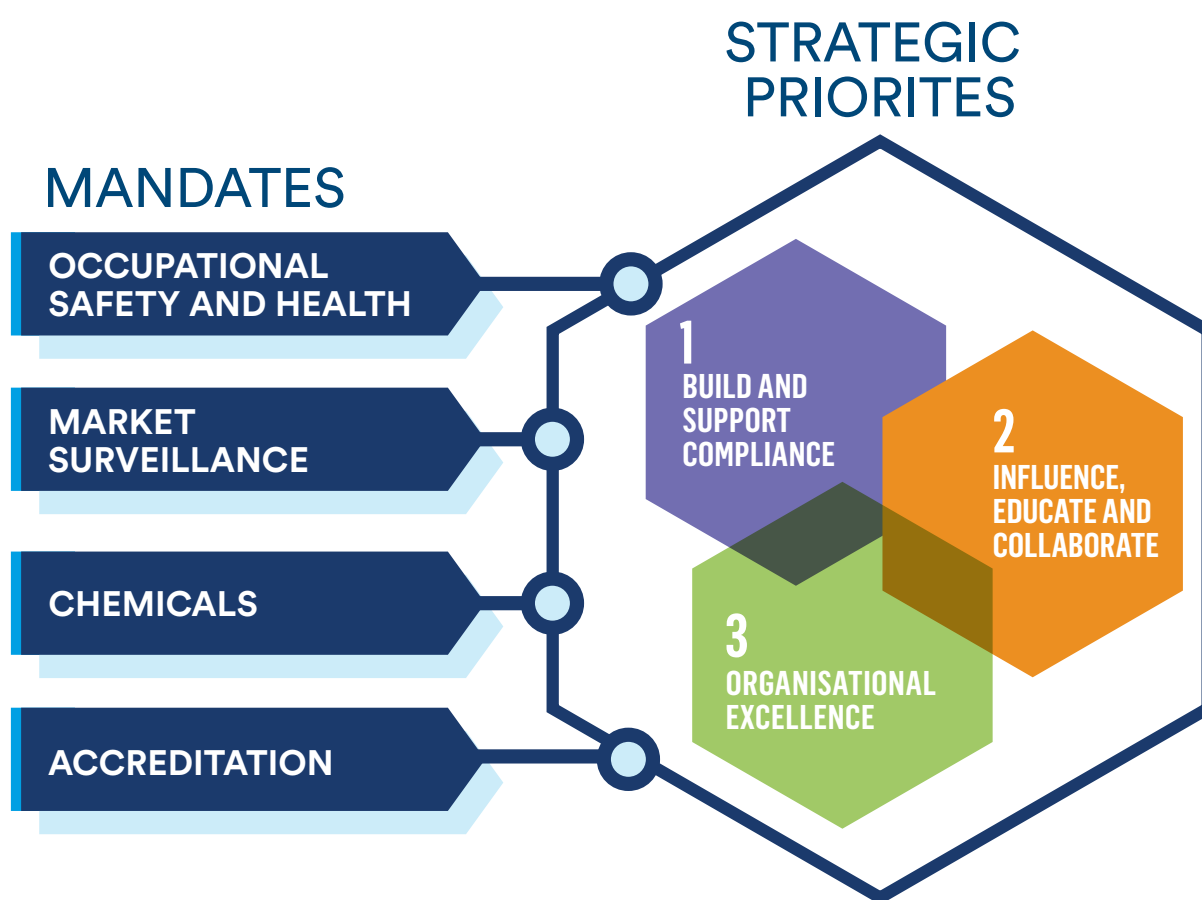 MANDATES
OCCUPATIONAL
SAFETY AND HEALTH
MARKET
SURVEILLANCE
CHEMICALS
ACCREDITATION
STRATEGIC
PRIORITES
1
BUILD AND
SUPPORT
COMPLIANCE
2
INFLUENCE,
EDUCATE AND
COLLABORATE
3
ORGANISATIONAL
EXCELLENCE